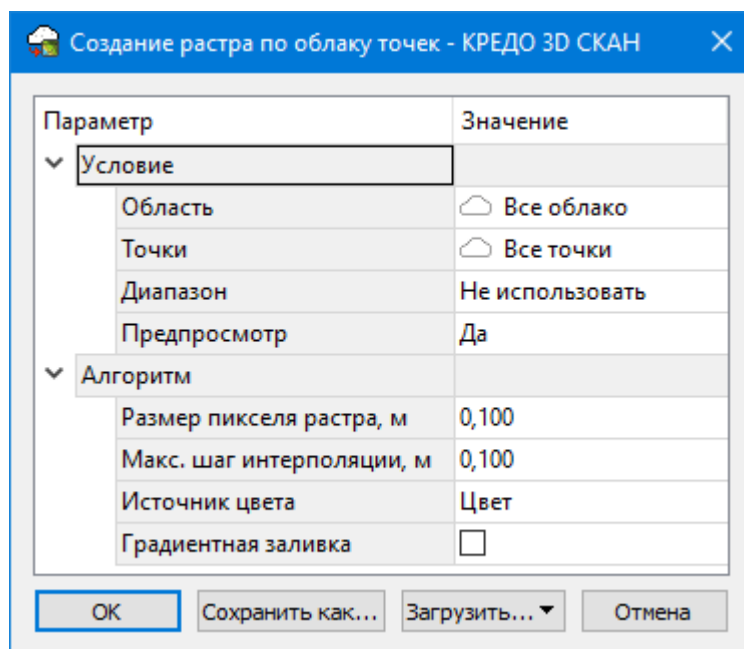 Создание растра по облаку точек - КРЕДО 3D СКАН
Параметр Значение
Условие
Область Все облако
Точки Все точки
Диапазон Не использовать
Предпросмотр Да
Алгоритм
Размер пикселя растра, м 0,100
Макс. шаг интерполяции, м 0,100
Источник цвета Цвет
Градиентная заливка
ОК Сохранить как... Загрузить... Отмена